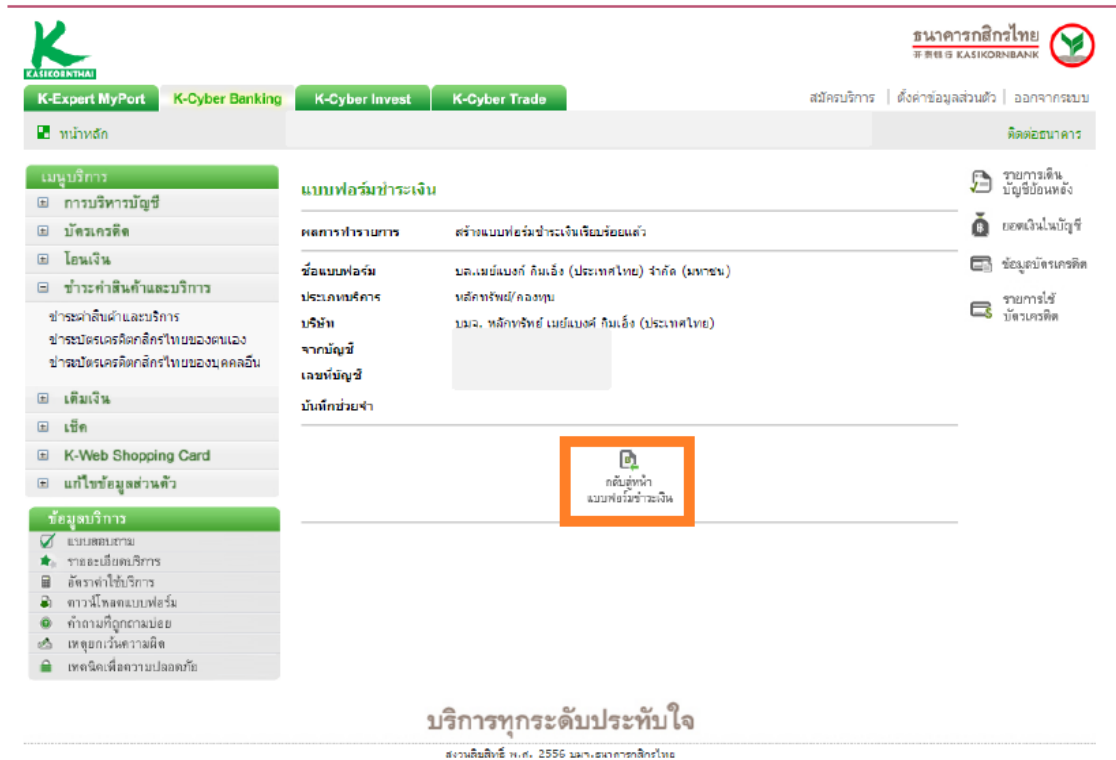 KASIKORNTHAI
ธนาคารกสิกรไทย
开泰银行 KASIKORNBANK
K-Expert MyPort
K-Cyber Banking
K-Cyber Invest
K-Cyber Trade
สมัครบริการ | ตั้งค่าข้อมูลส่วนตัว | ออกจากระบบ
หน้าหลัก
ติดต่อธนาคาร
เมนูบริการ
การบริหารบัญชี
บัตรเครดิต
โอนเงิน
ชำระค่าสินค้าและบริการ
ชำระค่าสินค้าและบริการ
ชำระบัตรเครดิตกสิกรไทยของตนเอง
ชำระบัตรเครดิตกสิกรไทยของบุคคลอื่น
เติมเงิน
เช็ค
K-Web Shopping Card
แก้ไขข้อมูลส่วนตัว
ข้อมูลบริการ
แบบสอบถาม
รายละเอียดบริการ
อัตราค่าใช้บริการ
ดาวน์โหลดแบบฟอร์ม
คำถามที่ถูกถามบ่อย
เหตุยกเว้นความผิด
เทคนิคเพื่อความปลอดภัย
แบบฟอร์มชำระเงิน
ผลการทำรายการ สร้างแบบฟอร์มชำระเงินเรียบร้อยแล้ว
ชื่อแบบฟอร์ม บล.เมย์แบงก์ กิมเอ็ง (ประเทศไทย) จำกัด (มหาชน)
ประเภทบริการ หลักทรัพย์/กองทุน
บริษัท บมจ. หลักทรัพย์ เมย์แบงค์ กิมเอ็ง (ประเทศไทย)
จากบัญชี
เลขที่บัญชี
บันทึกช่วยจำ
กลับสู่หน้า
แบบฟอร์มชำระเงิน
รายการเดิน
บัญชีย้อนหลัง
ยอดเงินในบัญชี
ข้อมูลบัตรเครดิต
รายการใช้
บัตรเครดิต
บริการทุกระดับประทับใจ
สงวนลิขสิทธิ์ พ.ศ. 2556 บมจ.ธนาคารกสิกรไทย